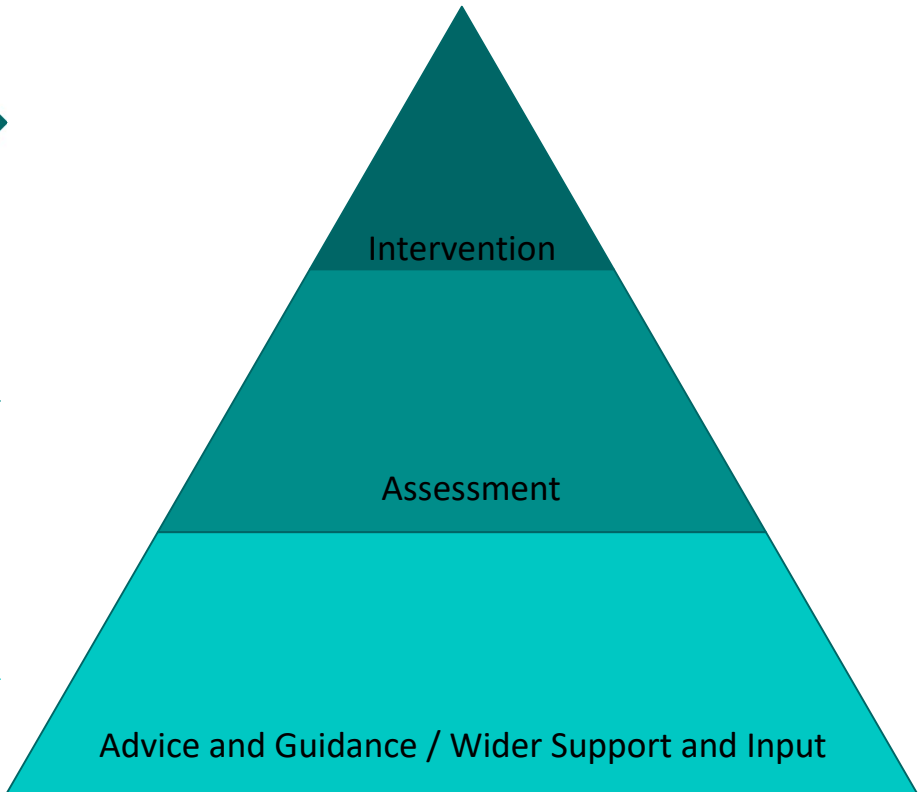 Intervention
Assessment
Advice and Guidance / Wider Support and Input